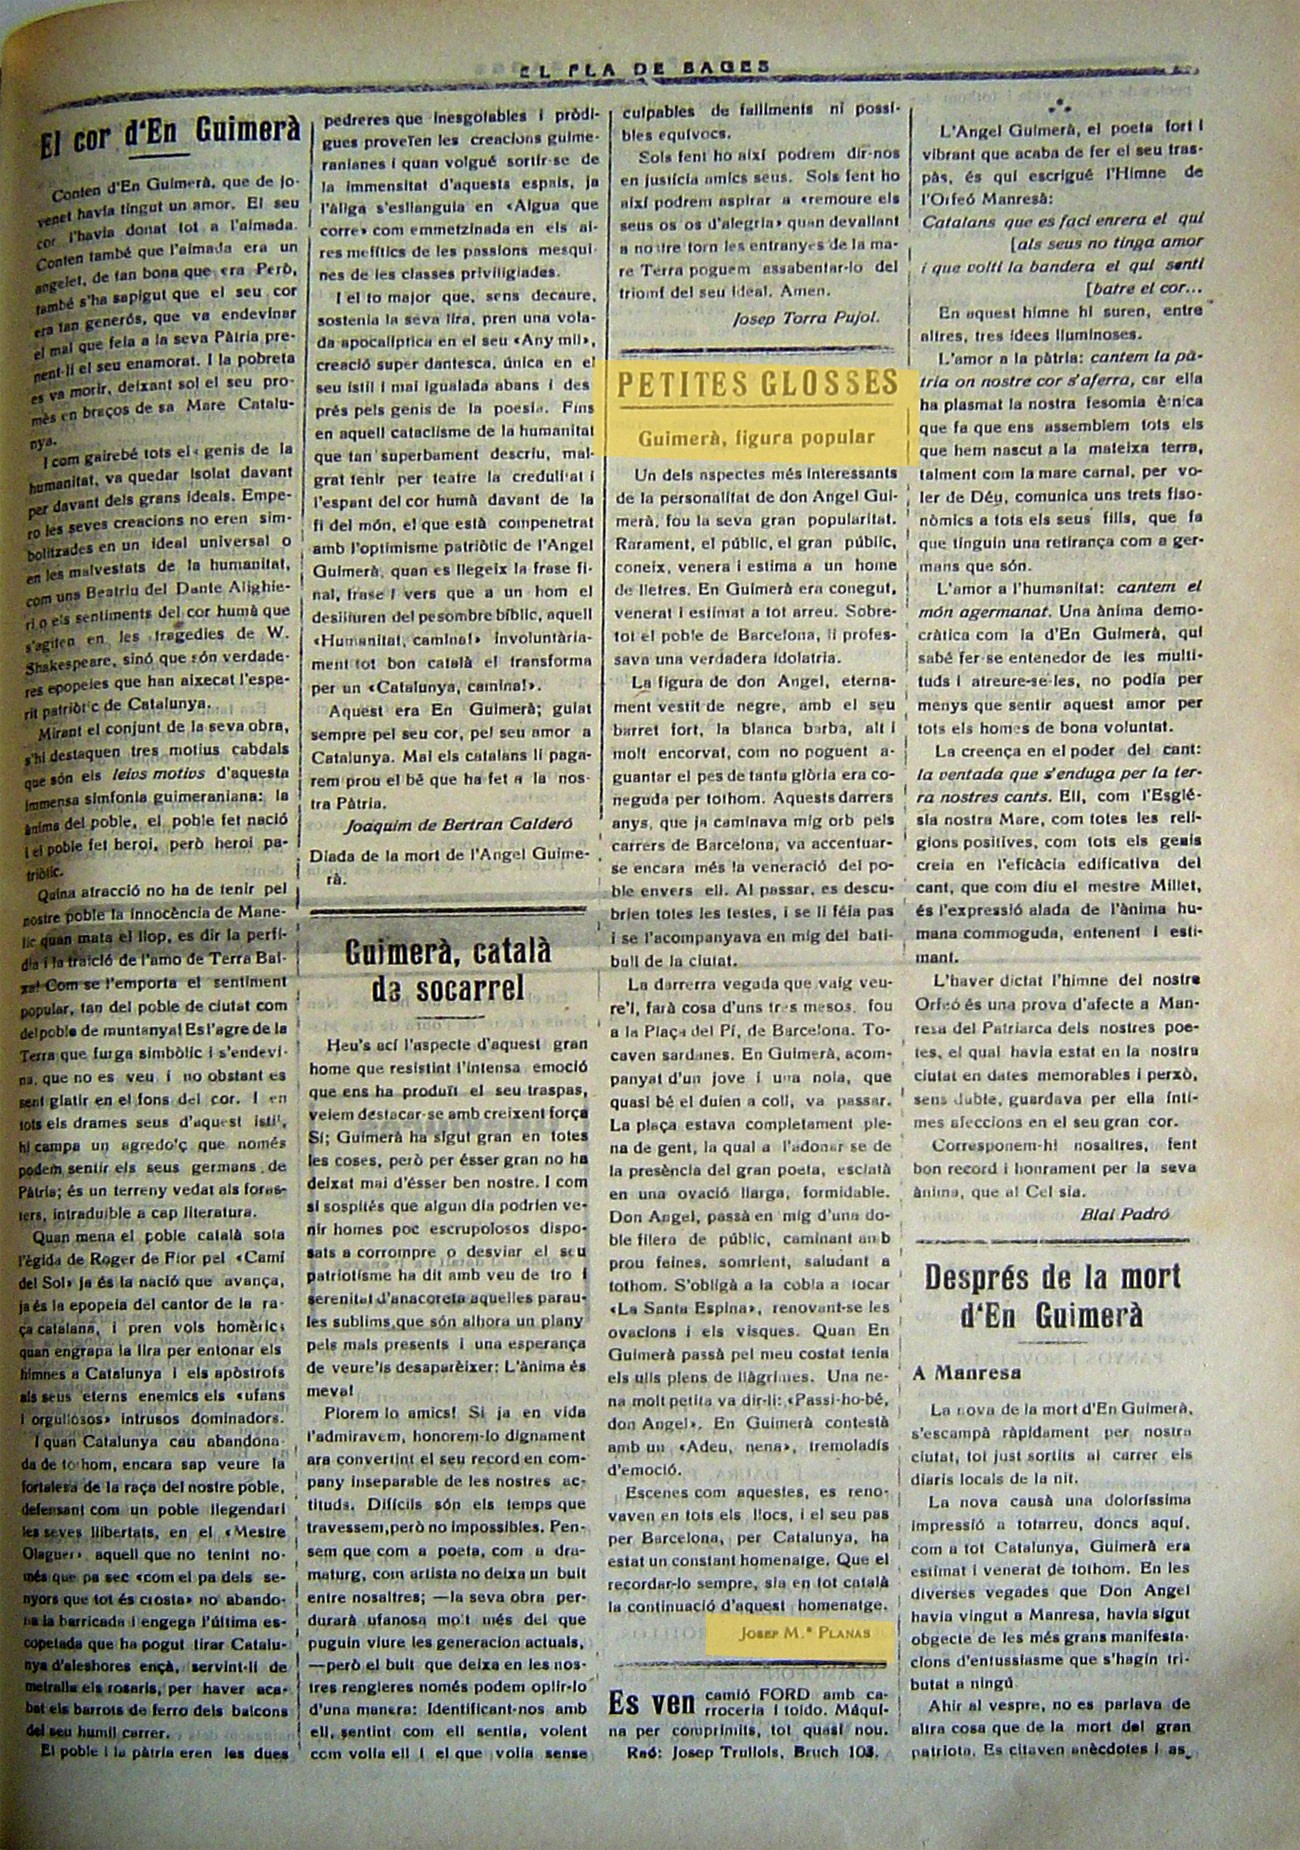 EL PLA DE BAGES
El cor d'En Guimerà
Conten d'En Guimerà, que de jo-
venet havia tingut un amor. El seu
cor l'havia donat tot a l'aimada.
Conten també que l'aimada era un
angelet, de tan bona que era Però,
també s'ha sapigut que el seu cor
era tan generós, que va endevinar
el mal que feia a la seva Pàtria pre-
nent-li el seu enamorat. I la pobreta
es va morir, deixant sol el seu pro-
mès en braços de sa Mare Catalu-
nya.
I com gairebé tots els genis de la
humanitat, va quedar isolat davant
per davant dels grans ideals. Empe-
ro les seves creacions no eren sim-
bolitzades en un ideal universal o
en les malvestats de la humanitat,
com una Beatriu del Dante Alighie-
ri o els sentiments del cor humà que
s'agiten en les tragedies de W.
Shakespeare, sinó que són verdade-
res epopeies que han aixecat l'espe-
rit patriòtic de Catalunya.
Mirant el conjunt de la seva obra,
s'hi destaquen tres motius cabdals
que són els leivs motivs d'aquesta
immensa simfonia guimeraniana: la
ànima del poble, el poble fet nació
i el poble fet heroi, però heroi pa-
triòtic.
Quina atracció no ha de tenir pel
nostre poble la innocència de Mane-
lic quan mata el llop, es dir la perfi-
dia i la traició de l'amo de Terra Bai-
xa! Com se l'emporta el sentiment
popular, tan del poble de ciutat com
del poble de muntanya! Es l'agre de la
Terra que furga simbòlic i s'endevi-
na, que no es veu i no obstant es
sent glatir en el fons del cor. I en
tots els drames seus d'aquest istil,
hi campa un agredolç que només
podem sentir els seus germans de
Pàtria; és un terreny vedat als foras-
ters, intraduible a cap literatura.
Quan mena el poble català sota
l'ègida de Roger de Flor pel «Camí
del Sol» ja és la nació que avança,
ja és la epopeia del cantor de la ra-
ça catalana, i pren vols homèrics
quan engrapa la lira per entonar els
himnes a Catalunya i els apòstrofs
als seus eterns enemics els «ufans
i orgullosos» intrusos dominadors.
I quan Catalunya cau abandona-
da de tothom, encara sap veure la
fortalesa de la raça del nostre poble,
defensant com un poble llegendari
les seves llibertats, en el «Mestre
Olaguer» aquell que no tenint no-
més que pa sec «com el pa dels se-
nyors que tot és crosta» no abando-
na la barricada i engega l'última es-
copetada que ha pogut tirar Catalu-
nya d'aleshores ençà, servint-li de
metralla els rosaris, per haver aca-
bat els barrots de ferro dels balcons
del seu humil carrer.
El poble i la pàtria eren les dues
pedreres que inesgotables i pròdi-
gues proveïen les creacions guime-
ranianes i quan volgué sortir-se de
la immensitat d'aquests espais, ja
l'àliga s'esllanguia en «Aigua que
corre» com emmetzinada en els ai-
res mefítics de les passions mesqui-
nes de les classes priviligiades.
I el to major que, sens decaure,
sostenia la seva lira, pren una vola-
da apocalíptica en el seu «Any mil»,
creació super dantesca, única en el
seu istil i mai igualada abans i des
prés pels genis de la poesia. Fins
en aquell cataclisme de la humanitat
que tan superbament descriu, mal-
grat tenir per teatre la credulitat i
l'espant del cor humà davant de la
fi del món, el que està compenetrat
amb l'optimisme patriòtic de l'Angel
Guimerà, quan es llegeix la frase fi-
nal, frase i vers que a un hom el
deslliuren del pesombre bíblic, aquell
«Humanitat, camina!» involuntària-
ment tot bon català el transforma
per un «Catalunya, camina!».
Aquest era En Guimerà; guiat
sempre pel seu cor, pel seu amor a
Catalunya. Mai els catalans li paga-
rem prou el bé que ha fet a la nos-
tra Pàtria.
Joaquim de Bertran Calderó
Diada de la mort de l'Angel Guime-
rà.
Guimerà, català
de socarrel
Heu's ací l'aspecte d'aquest gran
home que resistint l'intensa emoció
que ens ha produït el seu traspas,
veiem destacar-se amb creixent força
Sí; Guimerà ha sigut gran en totes
les coses, però per ésser gran no ha
deixat mai d'ésser ben nostre. I com
si sospités que algun dia podrien ve-
nir homes poc escrupolosos dispo-
sats a corrompre o desviar el seu
patriotisme ha dit amb veu de tro i
serenitat d'anacoreta aquelles parau-
les sublims, que són alhora un plany
pels mals presents i una esperança
de veure'ls desaparèixer: L'ànima és
meva!
Plorem lo amics! Si ja en vida
l'admiravem, honorem-lo dignament
ara convertint el seu record en com-
pany inseparable de les nostres ac-
tituds. Difícils són els temps que
travessem, però no impossibles. Pen-
sem que com a poeta, com a dra-
maturg, com artista no deixa un buit
entre nosaltres; —la seva obra per-
durarà ufanosa molt més del que
puguin viure les generacion actuals,
—però el buit que deixa en les nos-
tres rengleres només podem oplir-lo
d'una manera: Identificant-nos amb
ell, sentint com ell sentia, volent
com volia ell i el que volia sense
culpables de falliments ni possi-
bles equívocs.
Sols fent ho així podrem dir-nos
en justícia amics seus. Sols fent ho
així podrem aspirar a «remoure els
seus os os d'alegria» quan devallant
a nostre torn les entranyes de la ma-
re Terra poguem assabentar-lo del
triomf del seu ideal. Amen.
Josep Torra Pujol.
PETITES GLOSSES
Guimerà, figura popular
Un dels aspectes més interessants
de la personalitat de don Angel Gui-
merà, fou la seva gran popularitat.
Rarament, el públic, el gran públic,
coneix, venera i estima a un home
de lletres. En Guimerà era conegut,
venerat i estimat a tot arreu. Sobre-
tot el poble de Barcelona, li profes-
sava una verdadera idolatria.
La figura de don Angel, eterna-
ment vestit de negre, amb el seu
barret fort, la blanca barba, alt i
molt encorvat, com no poguent a-
guantar el pes de tanta glòria era co-
neguda per tothom. Aquests darrers
anys, que ja caminava mig orb pels
carrers de Barcelona, va accentuar-
se encara més la veneració del po-
ble envers ell. Al passar, es descu-
brien totes les testes, i se li féia pas
i se l'acompanyava en mig del bati-
bull de la ciutat.
La darrerra vegada que vaig veu-
re'l, farà cosa d'uns tres mesos, fou
a la Plaça del Pí, de Barcelona. To-
caven sardanes. En Guimerà, acom-
panyat d'un jove i una noia, que
quasi bé el duien a coll, va passar.
La plaça estava completament ple-
na de gent, la qual a l'adonar se de
la presència del gran poeta, esclatà
en una ovació llarga, formidable.
Don Angel, passà en mig d'una do-
ble filera de públic, caminant amb
prou feines, somrient, saludant a
tothom. S'obligà a la cobla a tocar
«La Santa Espina», renovant-se les
ovacions i els visques. Quan En
Guimerà passà pel meu costat tenia
els ulls plens de llàgrimes. Una ne-
na molt petita va dir-li: «Passi-ho-bé,
don Angel». En Guimerà contestà
amb un «Adeu, nena», tremoladís
d'emoció.
Escenes com aquestes, es reno-
vaven en tots els llocs, i el seu pas
per Barcelona, per Catalunya, ha
estat un constant homenatge. Que el
recordar-lo sempre, sia en tot català
la continuació d'aquest homenatge.
Josep M.ª Planas
Es ven camió FORD amb ca-
rroceria i toldo. Máqui-
na per comprimits, tot quasi nou.
Raó: Josep Trullols, Bruch 103.
L'Angel Guimerà, el poeta fort i
vibrant que acaba de fer el seu tras-
pàs, és qui escrigué l'Himne de
l'Orfeó Manresà:
Catalans que es faci enrera el qui
[als seus no tinga amor
i que volti la bandera el qui senti
[batre el cor...
En aquest himne hi suren, entre
altres, tres idees lluminoses.
L'amor a la pàtria: cantem la pà-
tria on nostre cor s'aferra, car ella
ha plasmat la nostra fesomia ètnica
que fa que ens assemblem tots els
que hem nascut a la mateixa terra,
talment com la mare carnal, per vo-
ler de Déu, comunica uns trets fiso-
nòmics a tots els seus fills, que fa
que tinguin una retirança com a ger-
mans que són.
L'amor a l'humanitat: cantem el
món agermanat. Una ànima demo-
cràtica com la d'En Guimerà, qui
sabé fer-se entenedor de les multi-
tuds i atreure-se-les, no podia per
menys que sentir aquest amor per
tots els homes de bona voluntat.
La creença en el poder del cant:
la ventada que s'enduga per la ter-
ra nostres cants. Ell, com l'Esglé-
sia nostra Mare, com totes les reli-
gions positives, com tots els genis
creia en l'eficàcia edificativa del
cant, que com diu el mestre Millet,
és l'expressió alada de l'ànima hu-
mana commoguda, entenent i esti-
mant.
L'haver dictat l'himne del nostre
Orfeó és una prova d'afecte a Man-
resa del Patriarca dels nostres poe-
tes, el qual havia estat en la nostra
ciutat en dates memorables i perxò,
sens dubte, guardava per ella ínti-
mes afeccions en el seu gran cor.
Corresponem-hi nosaltres, fent
bon record i honrament per la seva
ànima, que al Cel sia.
Blai Padró
Després de la mort
d'En Guimerà
A Manresa
La nova de la mort d'En Guimerà,
s'escampà ràpidament per nostra
ciutat, tot just sortits al carrer els
diaris locals de la nit.
La nova causà una doloríssima
impressió a totarreu, doncs aquí,
com a tot Catalunya, Guimerà era
estimat i venerat de tothom. En les
diverses vegades que Don Angel
havia vingut a Manresa, havia sigut
obgecte de les més grans manifesta-
cions d'entussiasme que s'hagin tri-
butat a ningú.
Ahir al vespre, no es parlava de
altra cosa que de la mort del gran
patriota. Es citaven anècdotes i as-